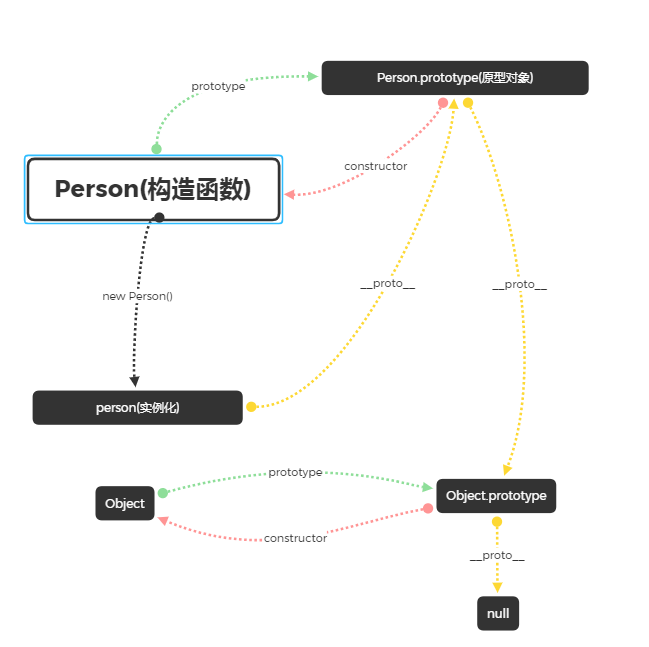 Person.prototype(原型对象)
prototype
constructor
Person(构造函数)
__proto__
__proto__
new Person()
person(实例化)
prototype
Object
Object.prototype
constructor
__proto__
null